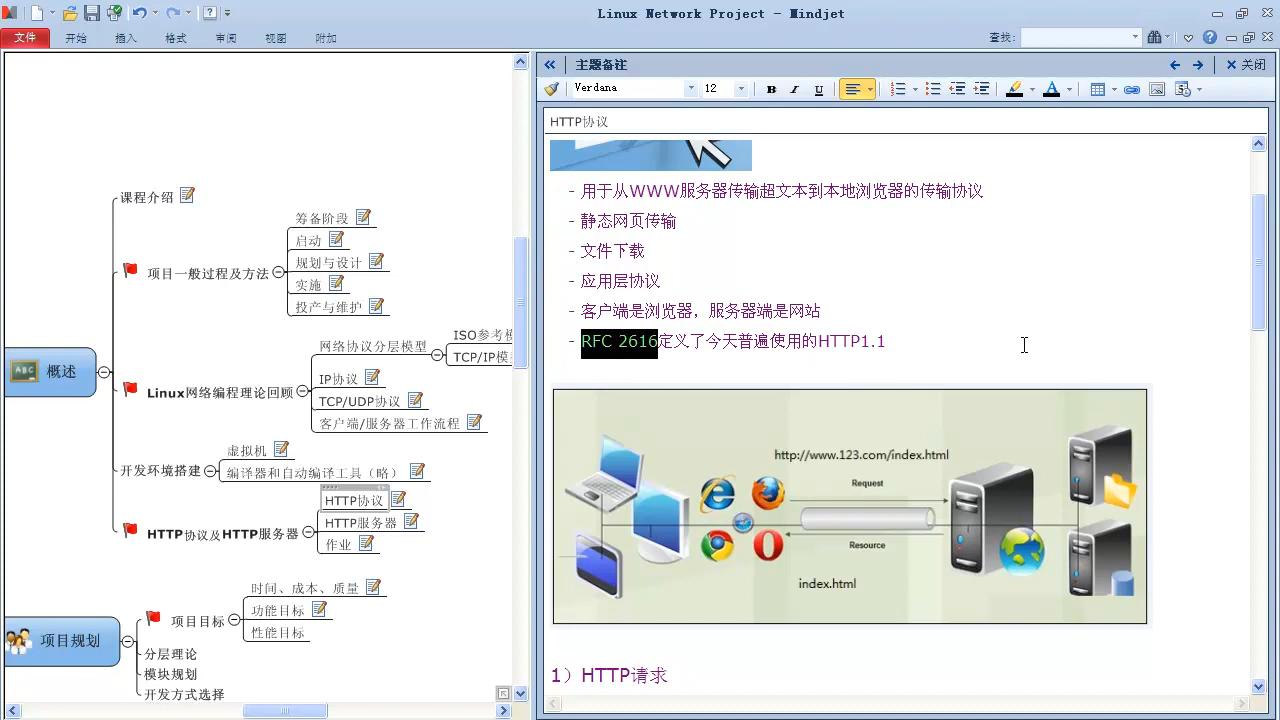 Linux Network Project - Mindjet
文件 开始 插入 格式 审阅 视图 附加 查找:
主题备注 关闭
Verdana 12 B I U
HTTP协议
课程介绍
项目一般过程及方法
筹备阶段
启动
规划与设计
实施
投产与维护
ABC 概述
Linux网络编程理论回顾
网络协议分层模型
ISO参考模
TCP/IP模
IP协议
TCP/UDP协议
客户端/服务器工作流程
开发环境搭建
虚拟机
编译器和自动编译工具（略）
HTTP协议及HTTP服务器
HTTP协议
HTTP服务器
作业
项目规划
项目目标
时间、成本、质量
功能目标
性能目标
分层理论
模块规划
开发方式选择
- 用于从WWW服务器传输超文本到本地浏览器的传输协议
- 静态网页传输
- 文件下载
- 应用层协议
- 客户端是浏览器，服务器端是网站
- RFC 2616定义了今天普遍使用的HTTP1.1
http://www.123.com/index.html
Request
Resource
index.html
1）HTTP请求